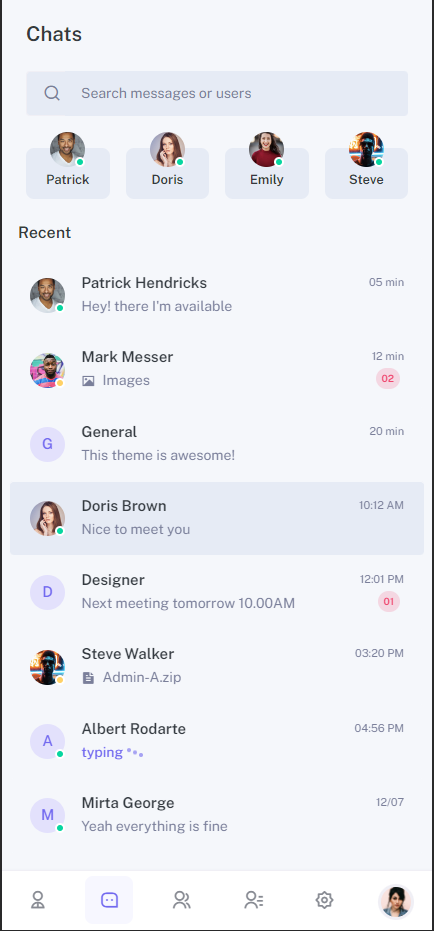 Chats
Search messages or users
Patrick Doris Emily Steve
Recent
Patrick Hendricks 05 min
Hey! there I'm available
Mark Messer 12 min
Images 02
G General 20 min
This theme is awesome!
Doris Brown 10:12 AM
Nice to meet you
D Designer 12:01 PM
Next meeting tomorrow 10.00AM 01
Steve Walker 03:20 PM
Admin-A.zip
A Albert Rodarte 04:56 PM
typing
M Mirta George 12/07
Yeah everything is fine